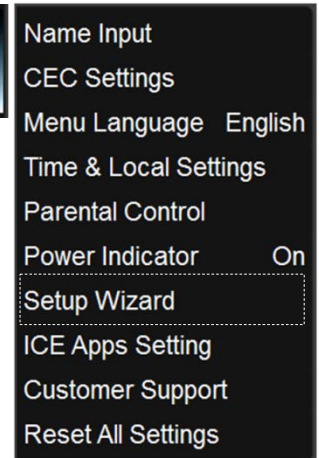 Name Input
CEC Settings
Menu Language English
Time & Local Settings
Parental Control
Power Indicator On
Setup Wizard
ICE Apps Setting
Customer Support
Reset All Settings